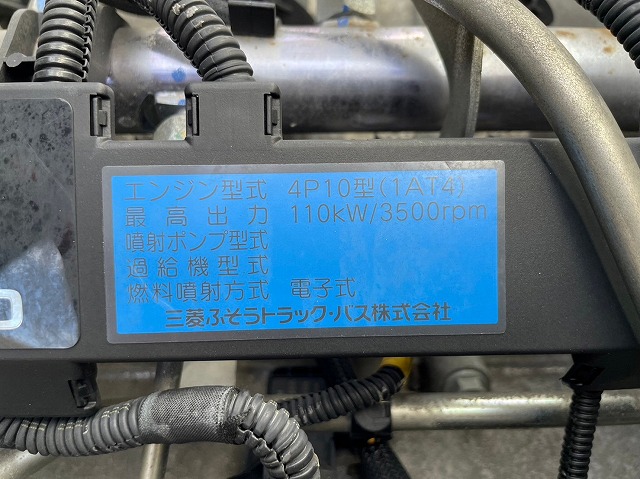 エンジン型式 4P10型(1AT4)
最高出力 110kW/3500rpm
噴射ポンプ型式
過給機型式
燃料噴射方式 電子式
三菱ふそうトラック・バス株式会社